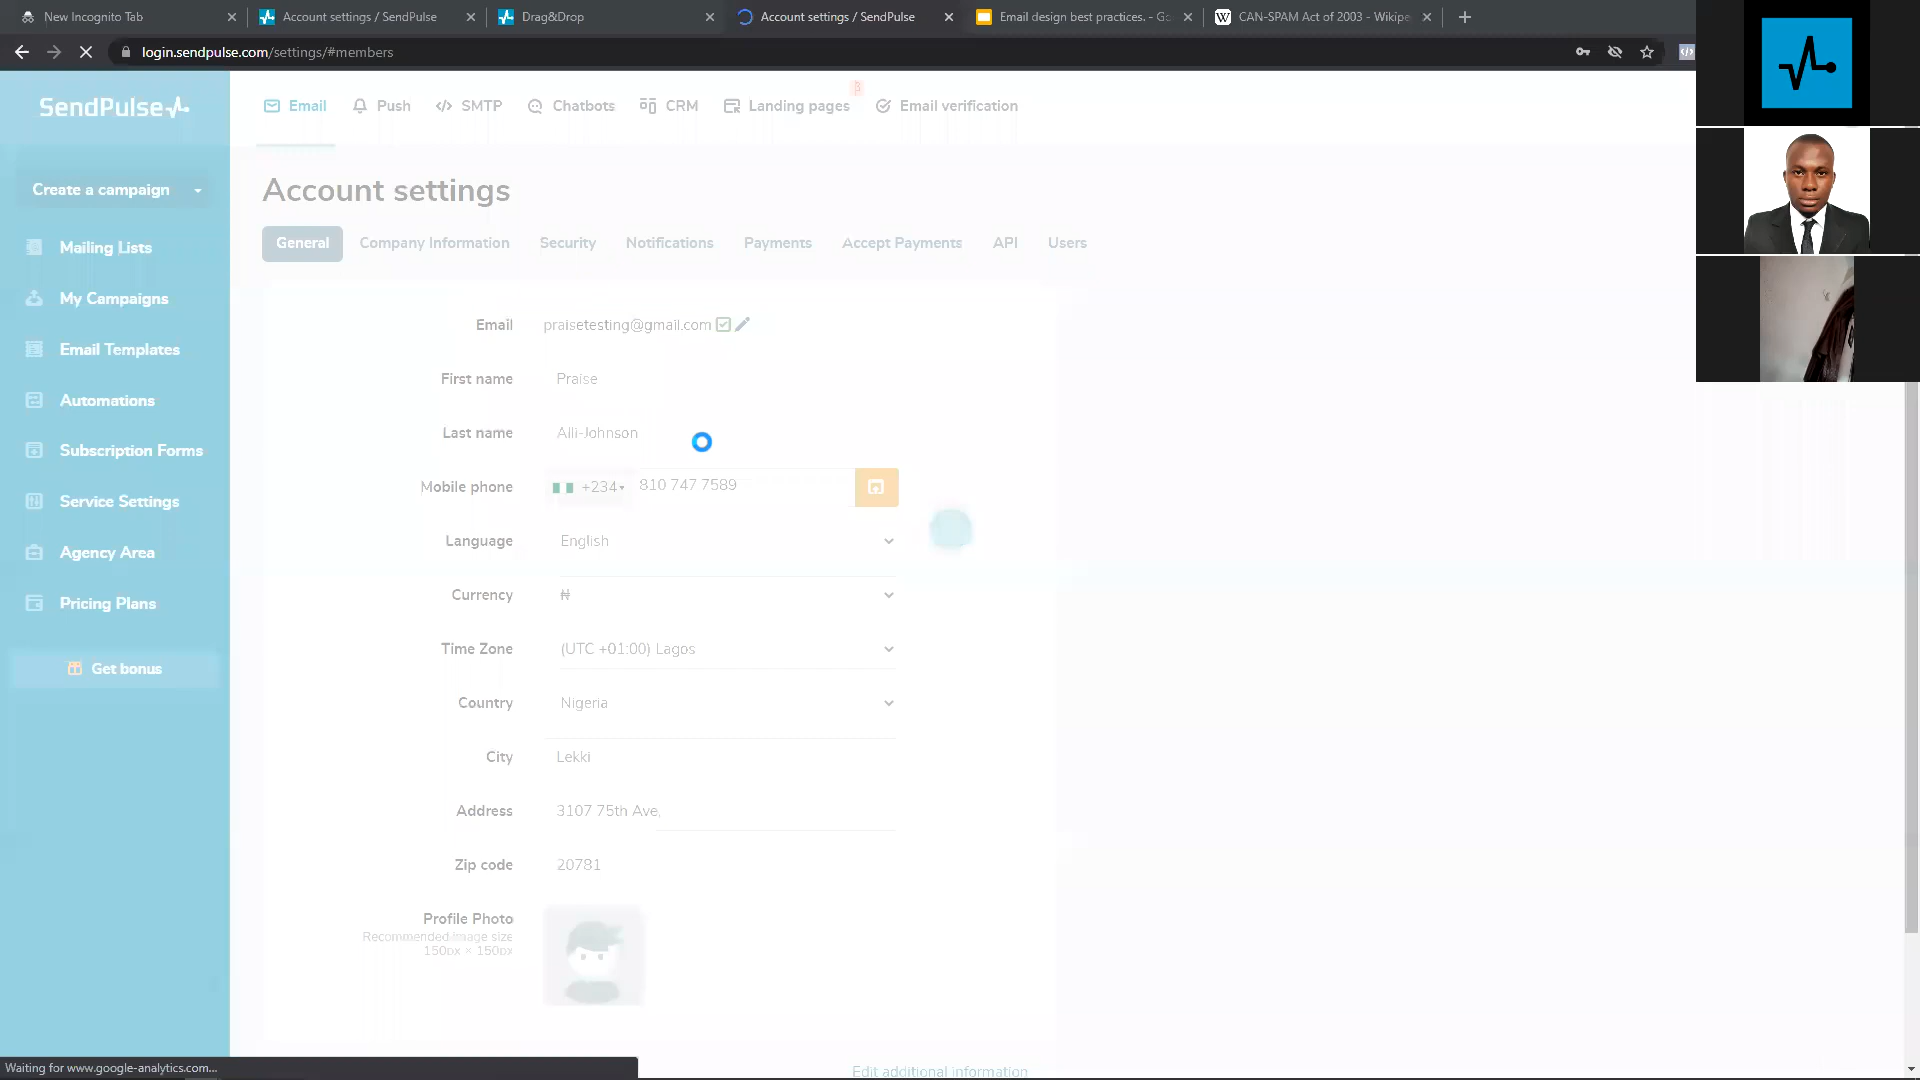 New Incognito Tab
Account settings / SendPulse
Drag&Drop
Account settings / SendPulse
Email design best practices. - Go
CAN-SPAM Act of 2003 - Wikipe
login.sendpulse.com/settings/#members
SendPulse
Email
Push
SMTP
Chatbots
CRM
Landing pages
β
Email verification
Create a campaign
Mailing Lists
My Campaigns
Email Templates
Automations
Subscription Forms
Service Settings
Agency Area
Pricing Plans
Get bonus
Account settings
General
Company Information
Security
Notifications
Payments
Accept Payments
API
Users
Email
praisetesting@gmail.com
First name
Praise
Last name
Alli-Johnson
Mobile phone
+234
810 747 7589
Language
English
Currency
₦
Time Zone
(UTC +01:00) Lagos
Country
Nigeria
City
Lekki
Address
3107 75th Ave,
Zip code
20781
Profile Photo
Recommended image size
150px × 150px
Edit additional information
Waiting for www.google-analytics.com...